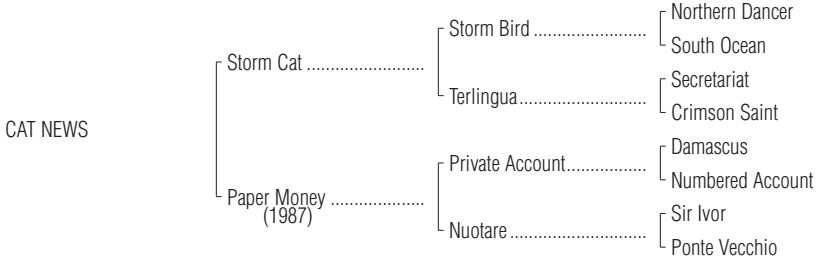 Northern Dancer
Storm Bird ........................
South Ocean
Storm Cat .........................
Secretariat
Terlingua...........................
Crimson Saint
CAT NEWS
Damascus
Private Account.................
Numbered Account
Paper Money ....................
(1987)
Sir Ivor
Nuotare .............................
Ponte Vecchio